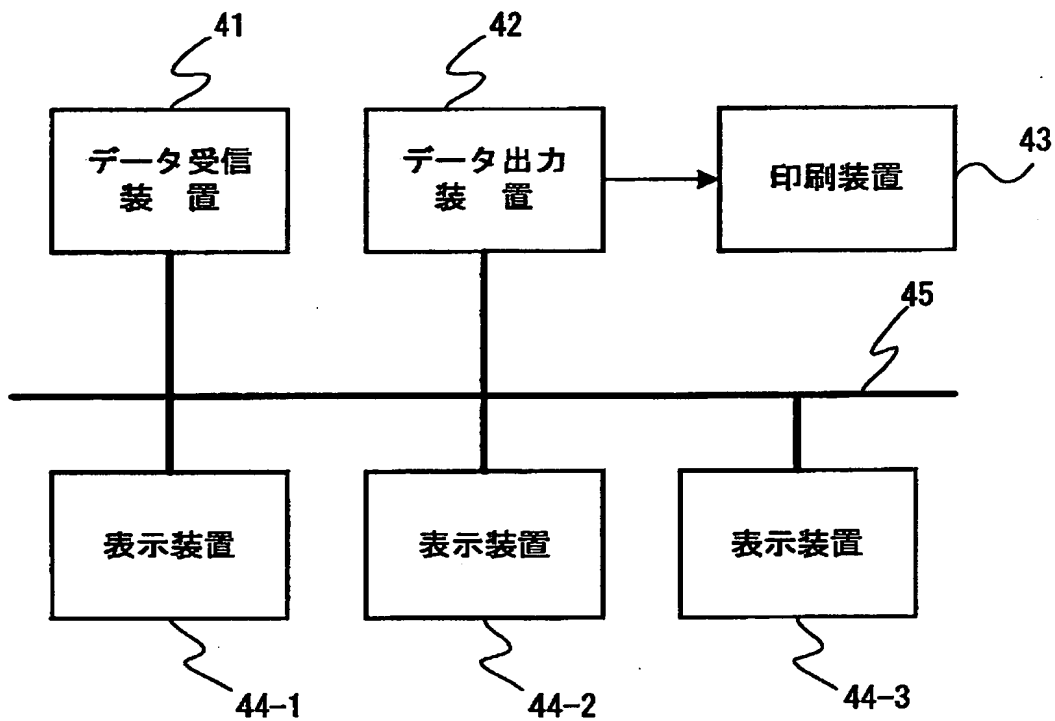 41
42
43
データ受信
装　置
データ出力
装　置
印刷装置
45
表示装置
表示装置
表示装置
44-1
44-2
44-3